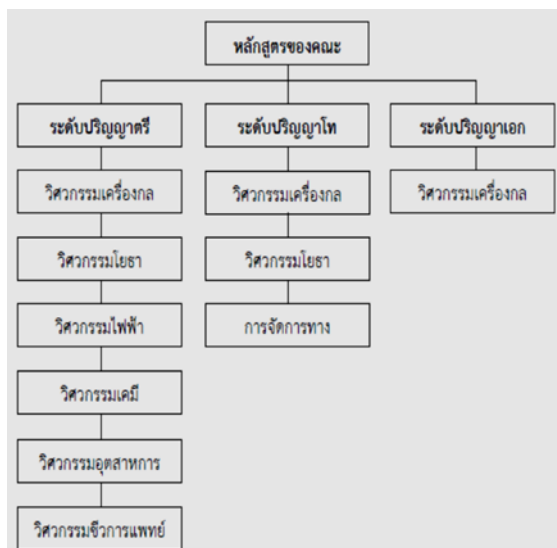 หลักสูตรของคณะ
ระดับปริญญาตรี
ระดับปริญญาโท
ระดับปริญญาเอก
วิศวกรรมเครื่องกล
วิศวกรรมเครื่องกล
วิศวกรรมเครื่องกล
วิศวกรรมโยธา
วิศวกรรมโยธา
วิศวกรรมไฟฟ้า
การจัดการทาง
วิศวกรรมเคมี
วิศวกรรมอุตสาหการ
วิศวกรรมชีวการแพทย์